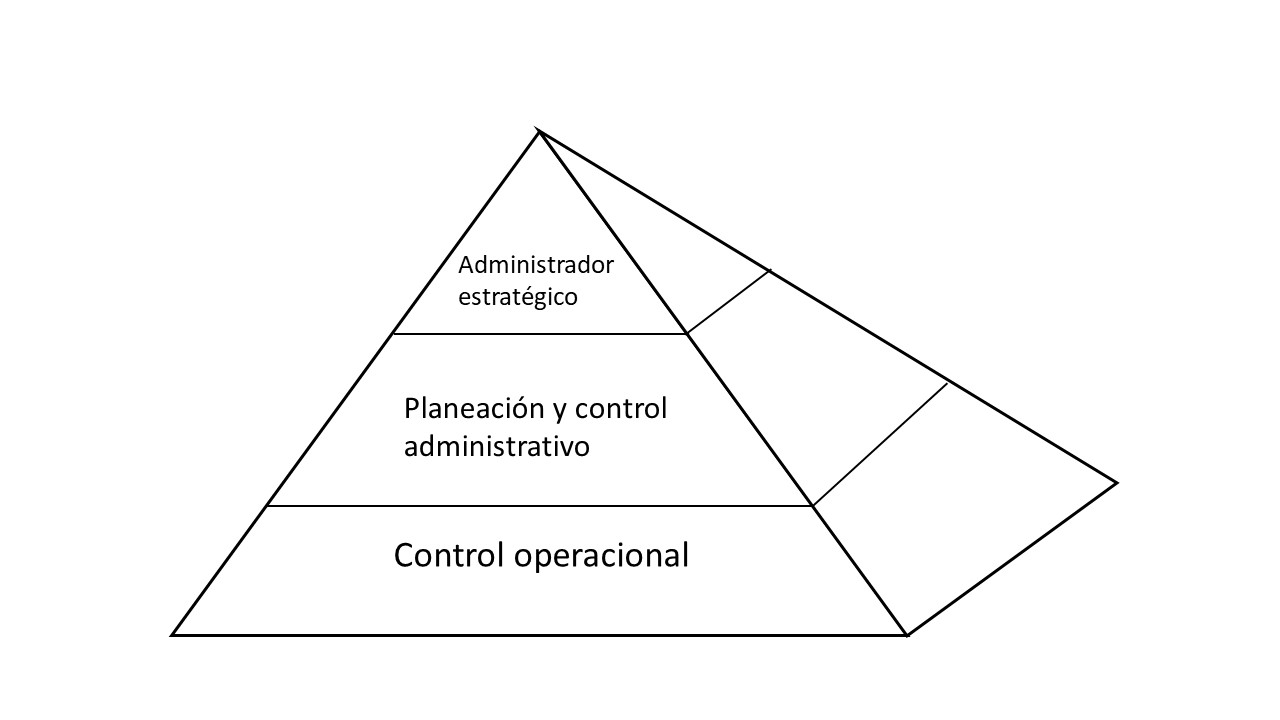 Administrador
estratégico
Planeación y control
administrativo
Control operacional